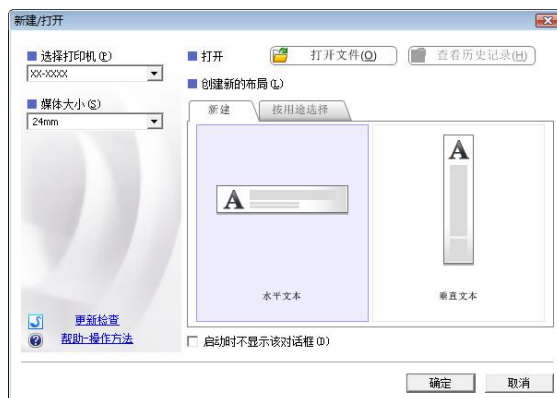 新建/打开
选择打印机(P)
XX-XXXX
媒体大小(S)
24mm
更新检查
帮助-操作方法
打开
打开文件(O)
查看历史记录(H)
创建新的布局(L)
新建
按用途选择
A
水平文本
A
垂直文本
启动时不显示该对话框(D)
确定
取消